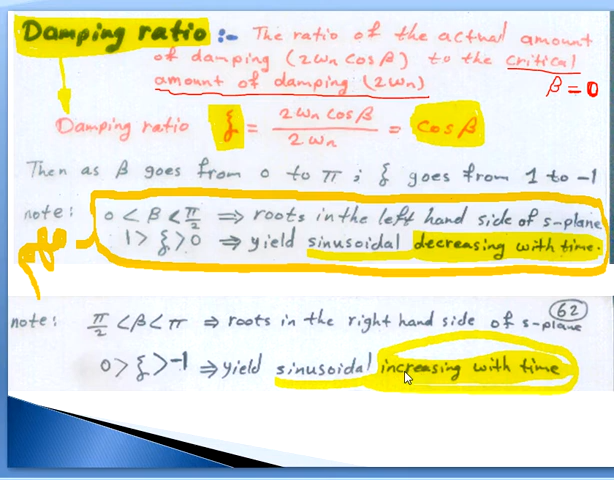 Damping ratio :- The ratio of the actual amount
of damping (2ωn cos β) to the critical
amount of damping (2ωn)
β = 0
Damping ratio ξ = 2ωn cos β / 2ωn = cos β
Then as β goes from 0 to π ; ξ goes from 1 to -1
note: 0 < β < π/2 ⇒ roots in the left hand side of s-plane
1 > ξ > 0 ⇒ yield sinusoidal decreasing with time.
62
note: π/2 < β < π ⇒ roots in the right hand side of s-plane
0 > ξ > -1 ⇒ yield sinusoidal increasing with time